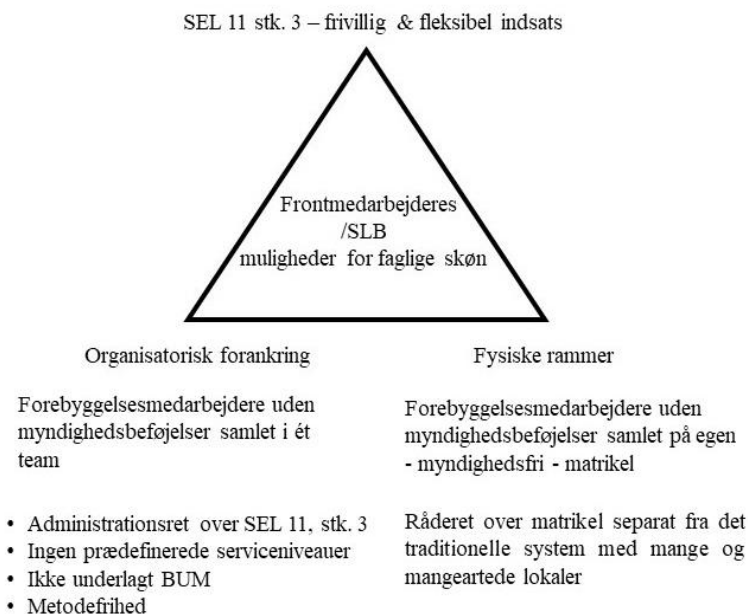 SEL 11 stk. 3 – frivillig & fleksibel indsats
Frontmedarbejderes
/SLB
muligheder for faglige skøn
Organisatorisk forankring
Forebyggelsesmedarbejdere uden
myndighedsbeføjelser samlet i ét
team
• Administrationsret over SEL 11, stk. 3
• Ingen prædefinerede serviceniveauer
• Ikke underlagt BUM
• Metodefrihed
Fysiske rammer
Forebyggelsesmedarbejdere uden
myndighedsbeføjelser samlet på egen
- myndighedsfri - matrikel
Råderet over matrikel separat fra det
traditionelle system med mange og
mangeartede lokaler